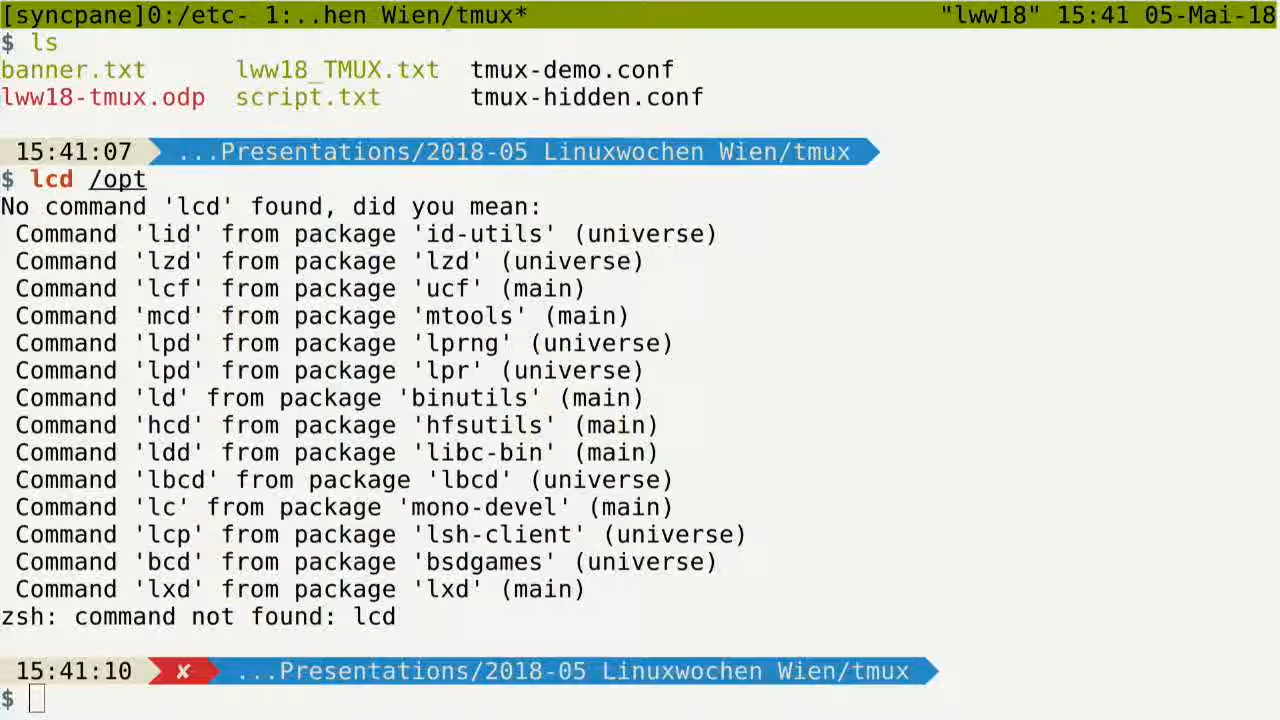 [syncpane]0:/etc- 1:..hen Wien/tmux* "lww18" 15:41 05-Mai-18
$ ls
banner.txt lww18_TMUX.txt tmux-demo.conf
lww18-tmux.odp script.txt tmux-hidden.conf
15:41:07 ...Presentations/2018-05 Linuxwochen Wien/tmux
$ lcd /opt
No command 'lcd' found, did you mean:
Command 'lid' from package 'id-utils' (universe)
Command 'lzd' from package 'lzd' (universe)
Command 'lcf' from package 'ucf' (main)
Command 'mcd' from package 'mtools' (main)
Command 'lpd' from package 'lprng' (universe)
Command 'lpd' from package 'lpr' (universe)
Command 'ld' from package 'binutils' (main)
Command 'hcd' from package 'hfsutils' (main)
Command 'ldd' from package 'libc-bin' (main)
Command 'lbcd' from package 'lbcd' (universe)
Command 'lc' from package 'mono-devel' (main)
Command 'lcp' from package 'lsh-client' (universe)
Command 'bcd' from package 'bsdgames' (universe)
Command 'lxd' from package 'lxd' (main)
zsh: command not found: lcd
15:41:10 ✘ ...Presentations/2018-05 Linuxwochen Wien/tmux
$